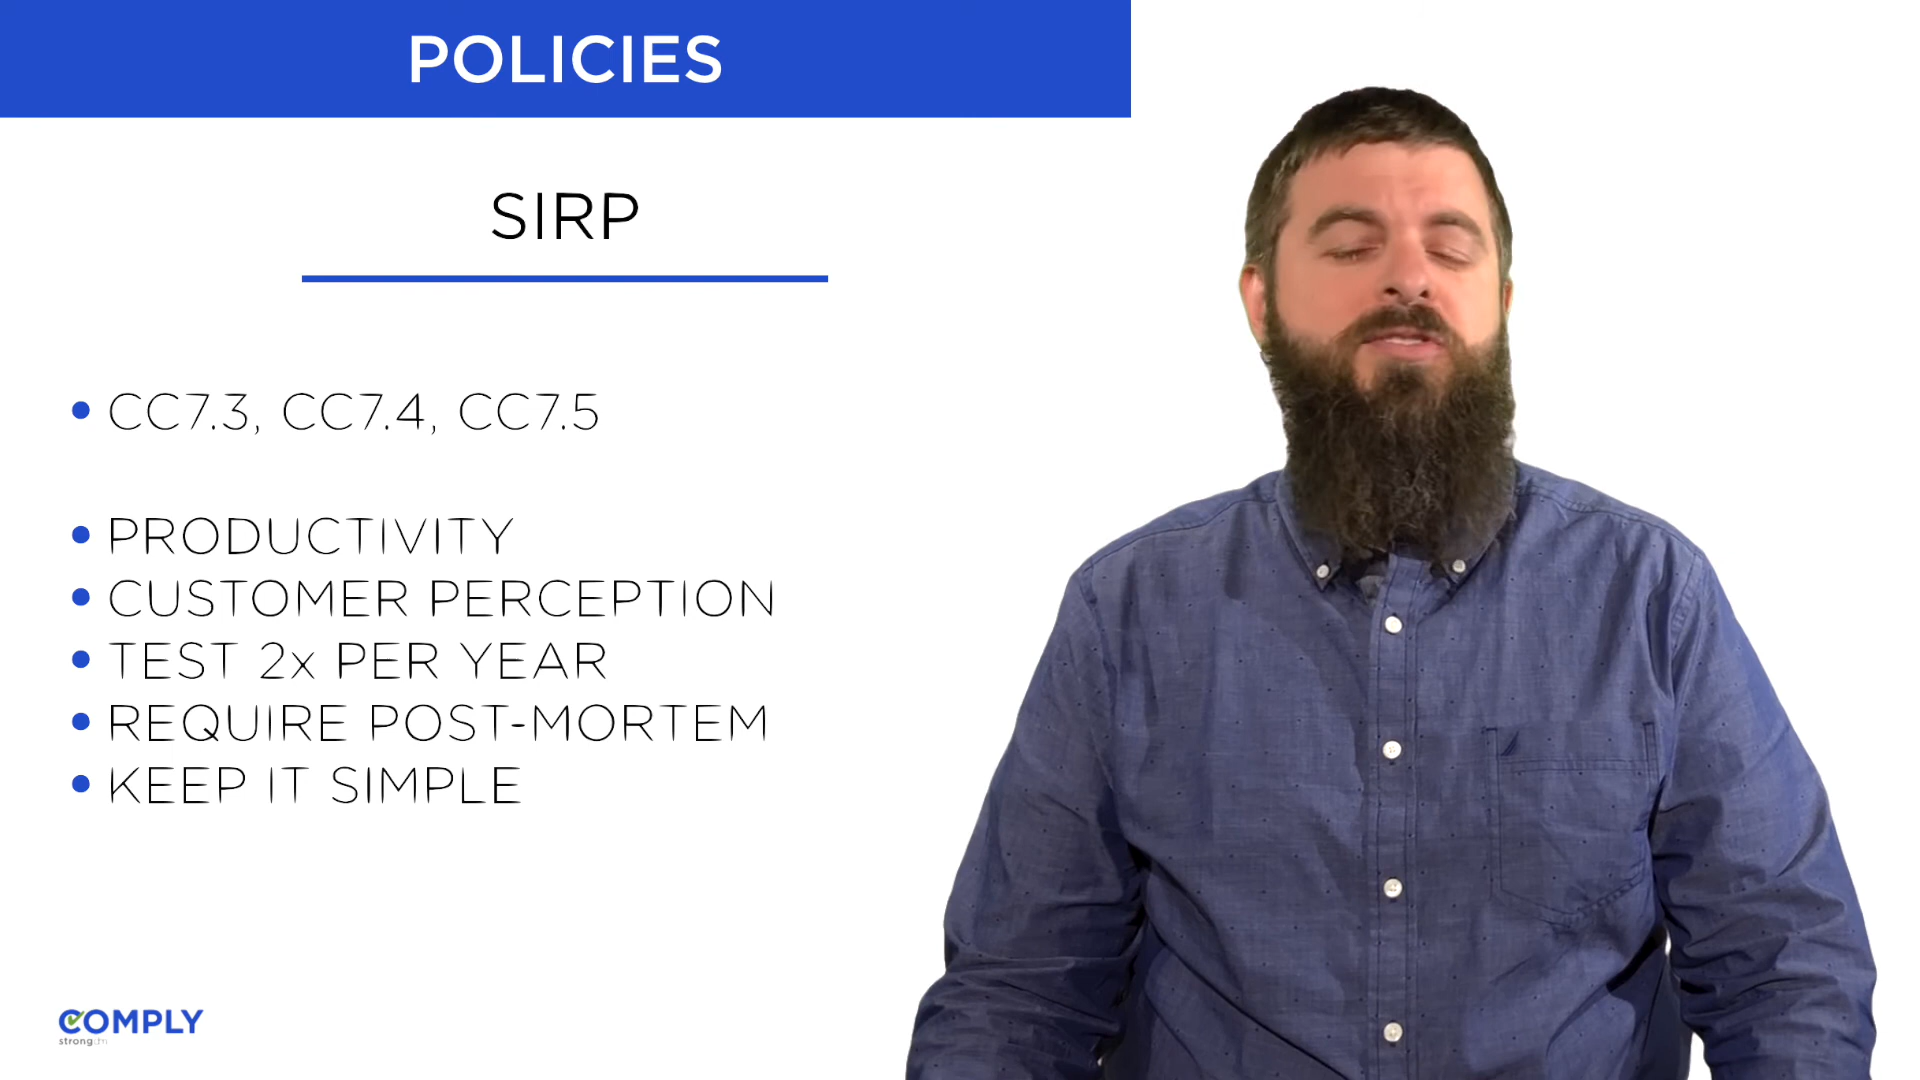 POLICIES
SIRP
• CC7.3, CC7.4, CC7.5
• PRODUCTIVITY
• CUSTOMER PERCEPTION
• TEST 2x PER YEAR
• REQUIRE POST-MORTEM
• KEEP IT SIMPLE
COMPLY
strongdm